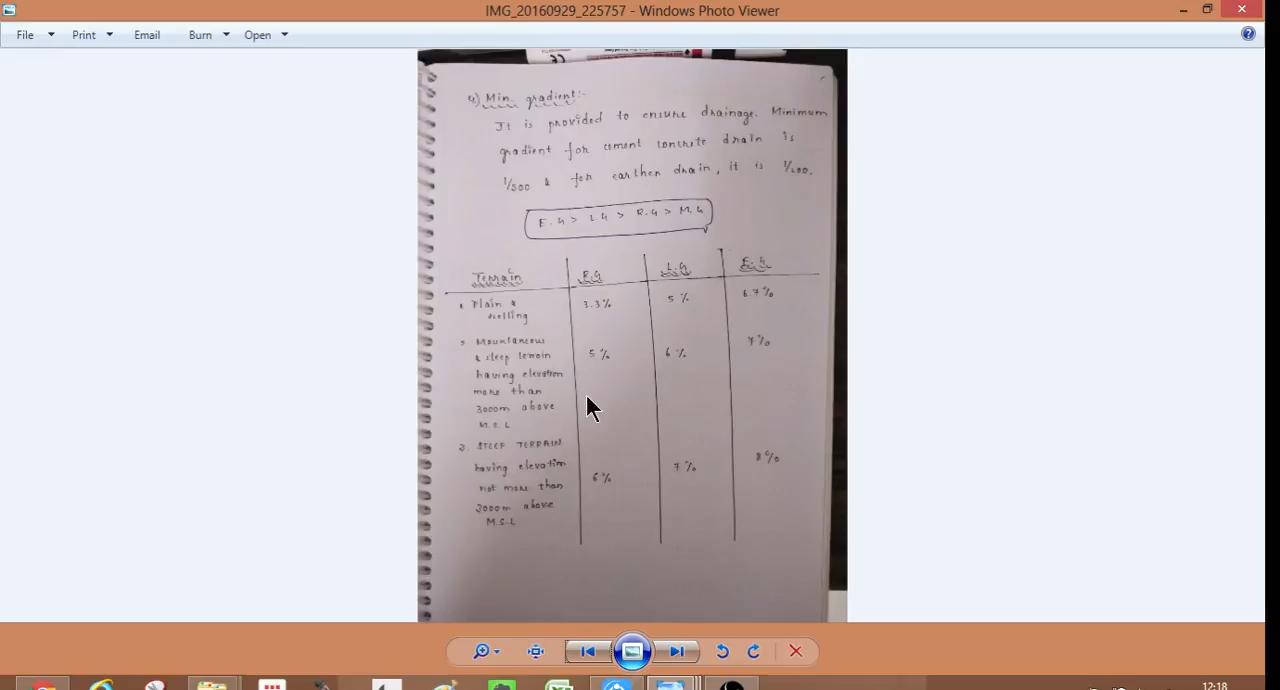 IMG_20160929_225757 - Windows Photo Viewer
File Print Email Burn Open
4) Min. gradient:-
It is provided to ensure drainage. Minimum
gradient for cement concrete drain is
1/500 & for earthen drain, it is 1/200.
E.G > L.G > R.G > M.G
Terrain R.G L.G E.G
1. Plain & 3.3% 5% 6.7%
rolling
2. Mountaneous 7%
& steep terrain 5% 6%
having elevation
more than
3000m above
M.S.L
3. STEEP TERRAIN
having elevation 6% 7% 8%
not more than
3000m above
M.S.L
12:18